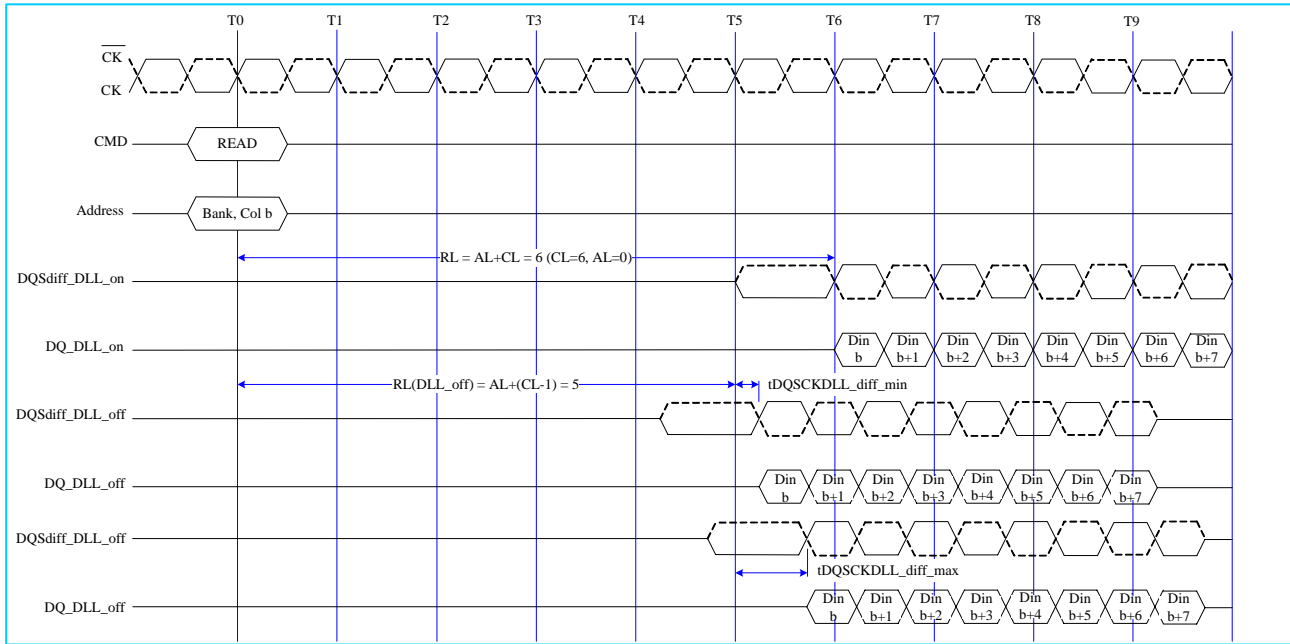 T0 T1 T2 T3 T4 T5 T6 T7 T8 T9
CK
CK
CMD READ
Address Bank, Col b
RL = AL+CL = 6 (CL=6, AL=0)
DQSdiff_DLL_on
DQ_DLL_on Din b Din b+1 Din b+2 Din b+3 Din b+4 Din b+5 Din b+6 Din b+7
RL(DLL_off) = AL+(CL-1) = 5 tDQSCKDLL_diff_min
DQSdiff_DLL_off
DQ_DLL_off Din b Din b+1 Din b+2 Din b+3 Din b+4 Din b+5 Din b+6 Din b+7
DQSdiff_DLL_off
tDQSCKDLL_diff_max
DQ_DLL_off Din b Din b+1 Din b+2 Din b+3 Din b+4 Din b+5 Din b+6 Din b+7